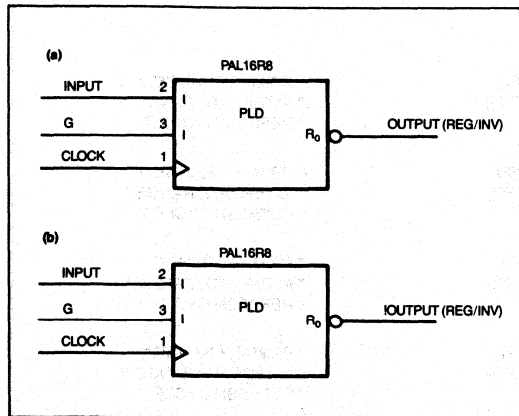 (a)
PAL16R8
INPUT 2 I
PLD
G 3 I
R0 OUTPUT (REG/INV)
CLOCK 1
(b)
PAL16R8
INPUT 2 I
PLD
G 3 I
R0 !OUTPUT (REG/INV)
CLOCK 1